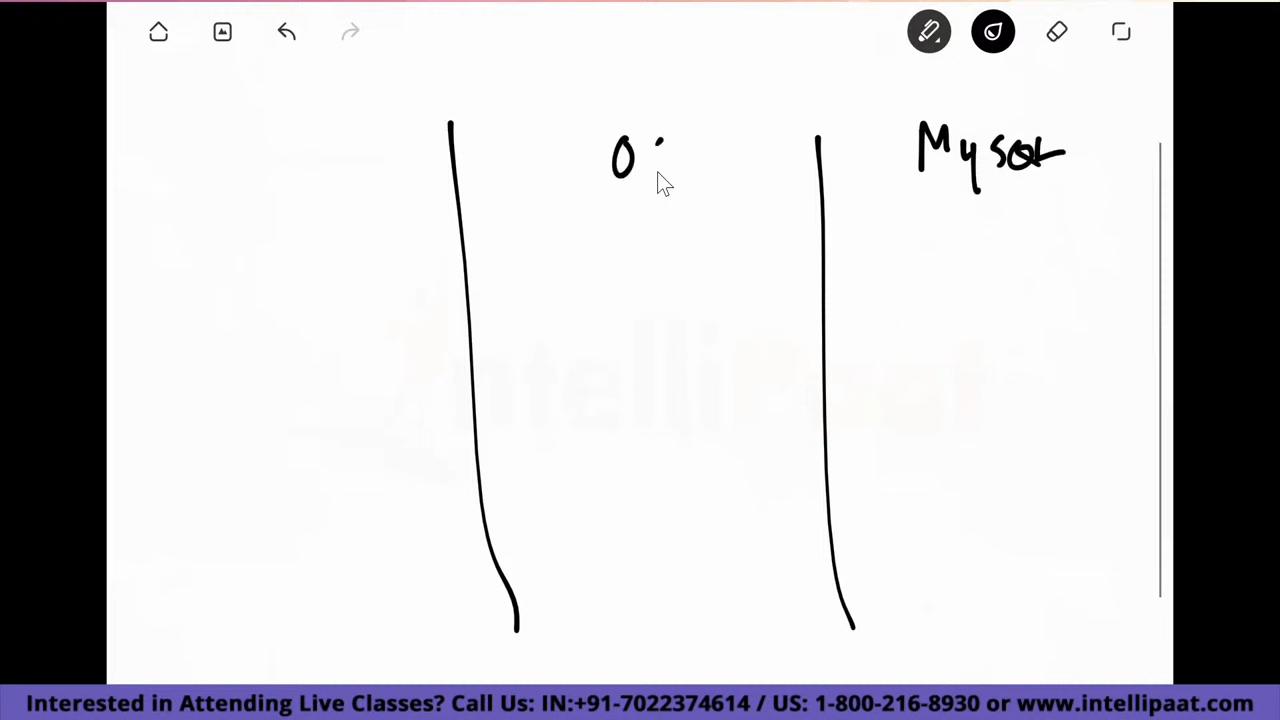 O
MySQL
IntelliPaat
Interested in Attending Live Classes? Call Us: IN:+91-7022374614 / US: 1-800-216-8930 or www.intellipaat.com